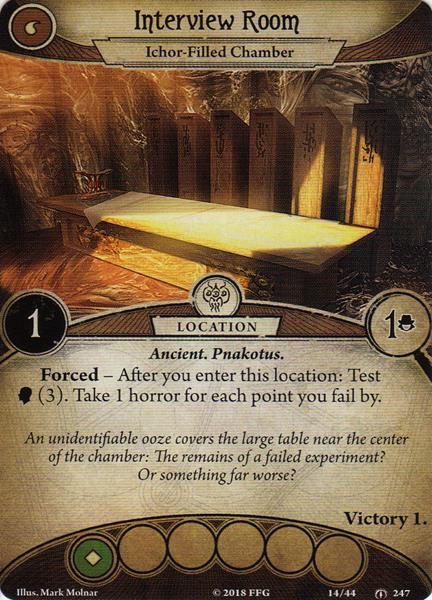 Interview Room
Ichor-Filled Chamber
1
1
LOCATION
Ancient. Pnakotus.
Forced – After you enter this location: Test
(3). Take 1 horror for each point you fail by.
An unidentifiable ooze covers the large table near the center
of the chamber: The remains of a failed experiment?
Or something far worse?
Victory 1.
Illus. Mark Molnar
© 2018 FFG
14/44
247